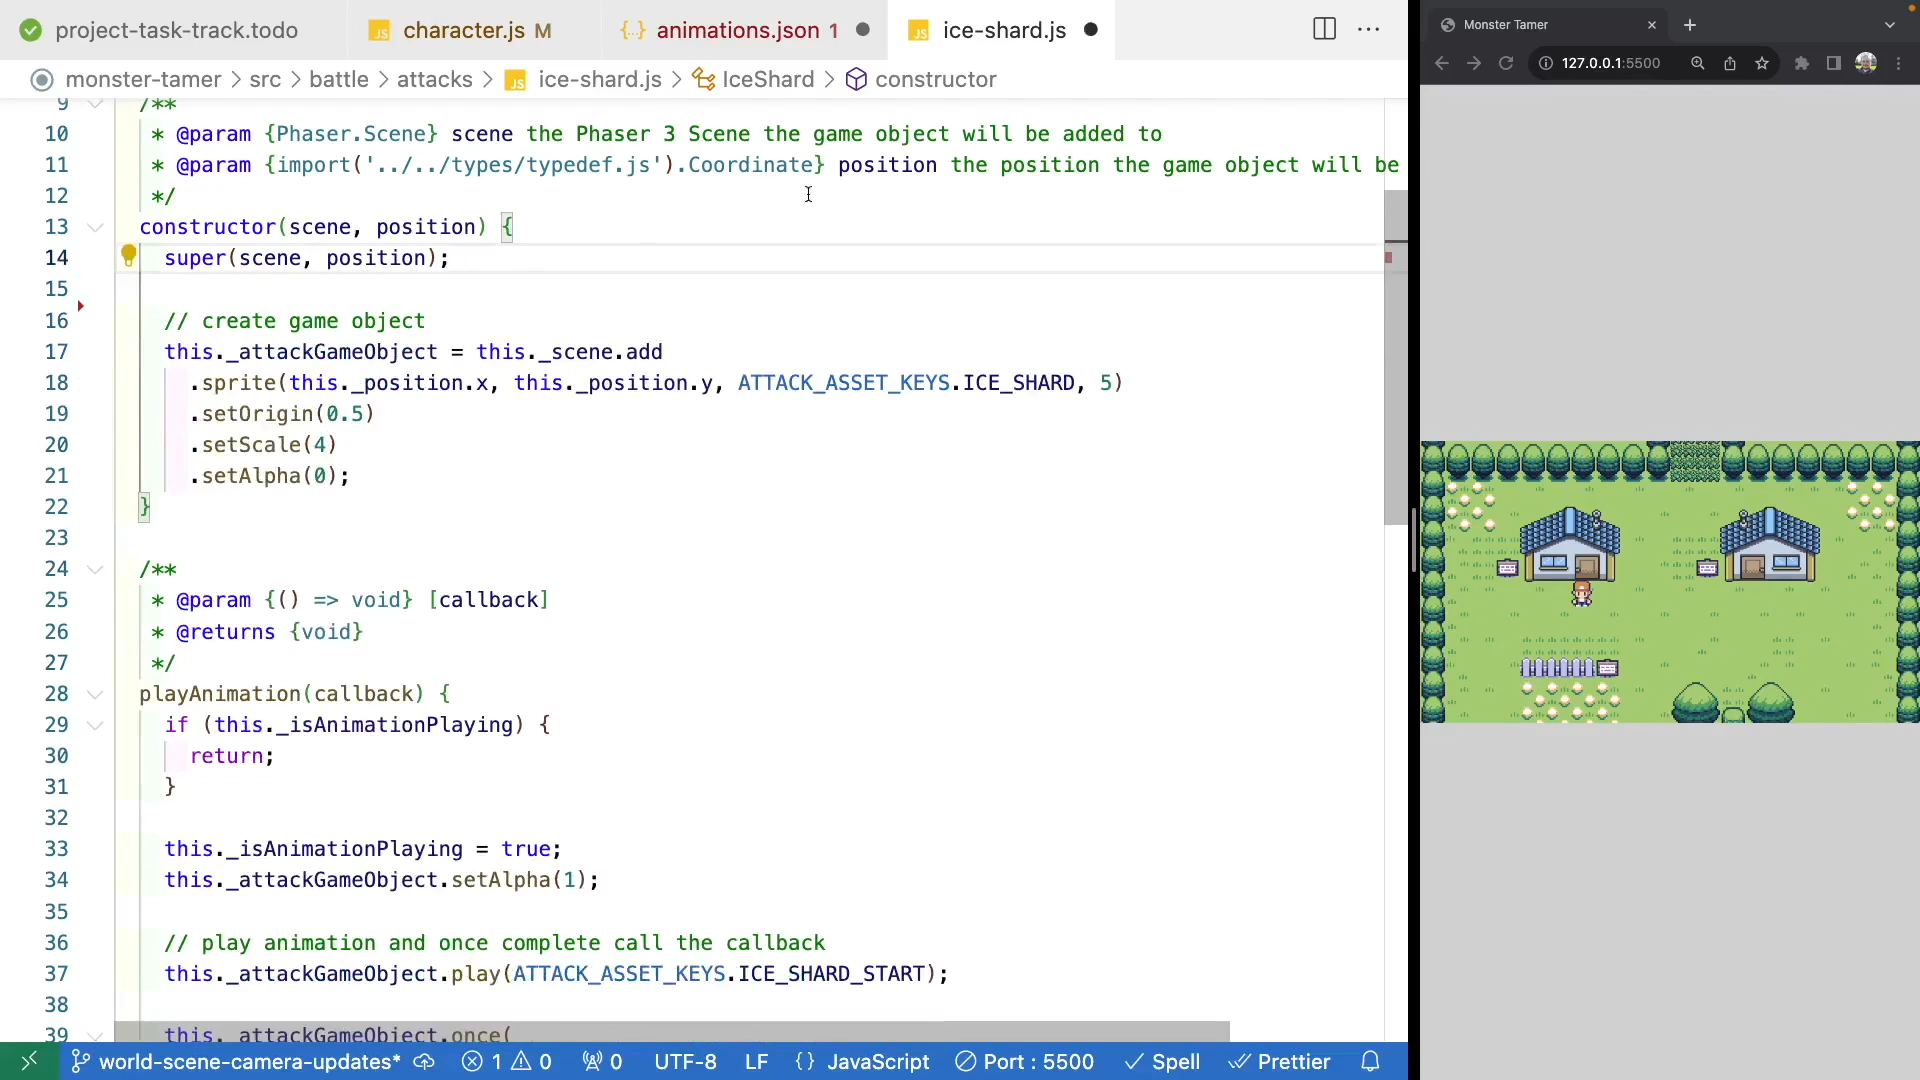 project-task-track.todo
character.js M
{..} animations.json 1
ice-shard.js
monster-tamer > src > battle > attacks > JS ice-shard.js > IceShard > constructor
9 /**
10 * @param {Phaser.Scene} scene the Phaser 3 Scene the game object will be added to
11 * @param {import('../../types/typedef.js').Coordinate} position the position the game object will be
12 */
13 constructor(scene, position) {
14 super(scene, position);
15
16 // create game object
17 this._attackGameObject = this._scene.add
18 .sprite(this._position.x, this._position.y, ATTACK_ASSET_KEYS.ICE_SHARD, 5)
19 .setOrigin(0.5)
20 .setScale(4)
21 .setAlpha(0);
22 }
23
24 /**
25 * @param {() => void} [callback]
26 * @returns {void}
27 */
28 playAnimation(callback) {
29 if (this._isAnimationPlaying) {
30 return;
31 }
32
33 this._isAnimationPlaying = true;
34 this._attackGameObject.setAlpha(1);
35
36 // play animation and once complete call the callback
37 this._attackGameObject.play(ATTACK_ASSET_KEYS.ICE_SHARD_START);
38
39 this._attackGameObject.once(
world-scene-camera-updates* 1 0 0 UTF-8 LF {} JavaScript Port : 5500 Spell Prettier
Monster Tamer
127.0.0.1:5500